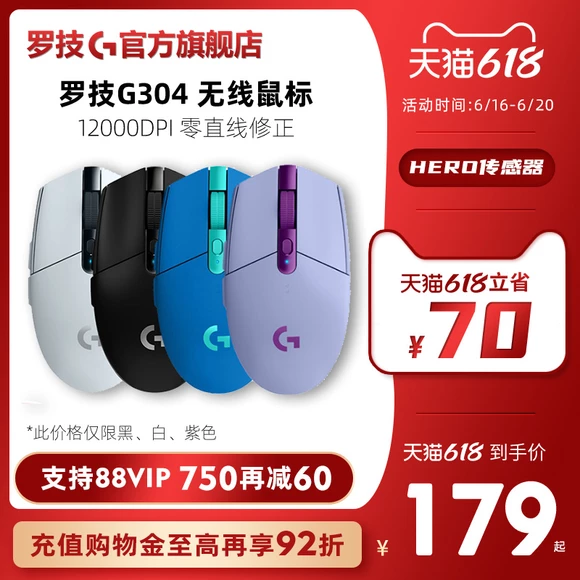 罗技G官方旗舰店
罗技G304 无线鼠标
12000DPI 零直线修正
*此价格仅限黑、白、紫色
支持88VIP 750再减60
充值购物金至高再享92折
天猫618
活动时间:6/16-6/20
HERO传感器
天猫618立省
¥70
天猫618 到手价
¥179起